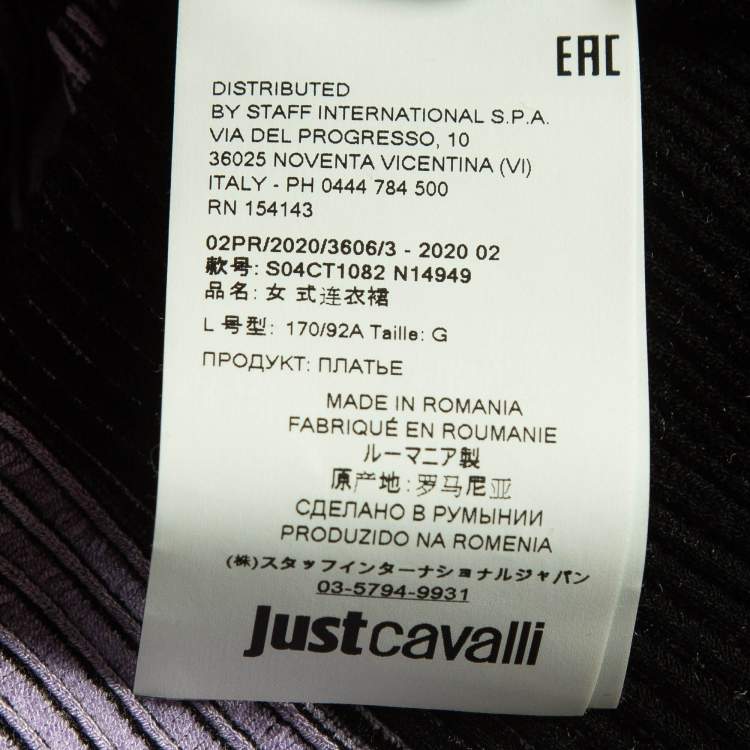 EAC
DISTRIBUTED
BY STAFF INTERNATIONAL S.P.A.
VIA DEL PROGRESSO, 10
36025 NOVENTA VICENTINA (VI)
ITALY - PH 0444 784 500
RN 154143
02PR/2020/3606/3 - 2020 02
款号: S04CT1082 N14949
品名: 女 式连衣裙
L 号型: 170/92A Taille: G
ПРОДУКТ: ПЛАТЬЕ
MADE IN ROMANIA
FABRIQUÉ EN ROUMANIE
ルーマニア製
原产地: 罗马尼亚
СДЕЛАНО В РУМЫНИИ
PRODUZIDO NA ROMENIA
(株)スタッフインターナショナルジャパン
03-5794-9931
Justcavalli